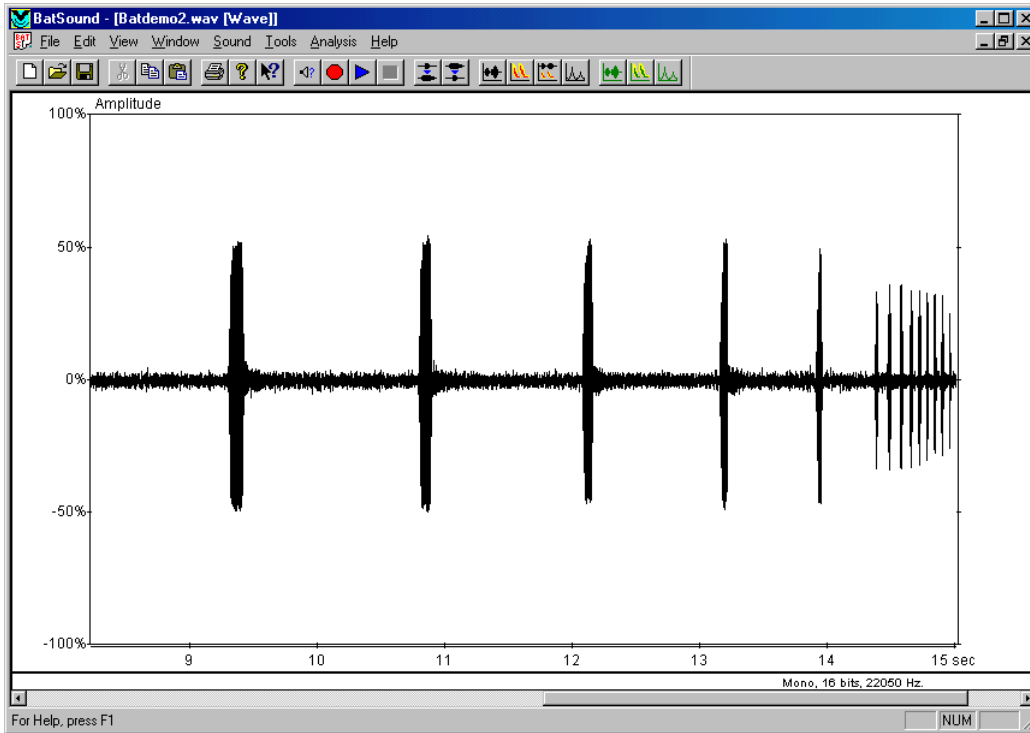 BatSound - [Batdemo2.wav [Wave]]
File Edit View Window Sound Tools Analysis Help
Amplitude
100%
50%
0%
-50%
-100%
9 10 11 12 13 14 15 sec
Mono, 16 bits, 22050 Hz.
For Help, press F1 NUM